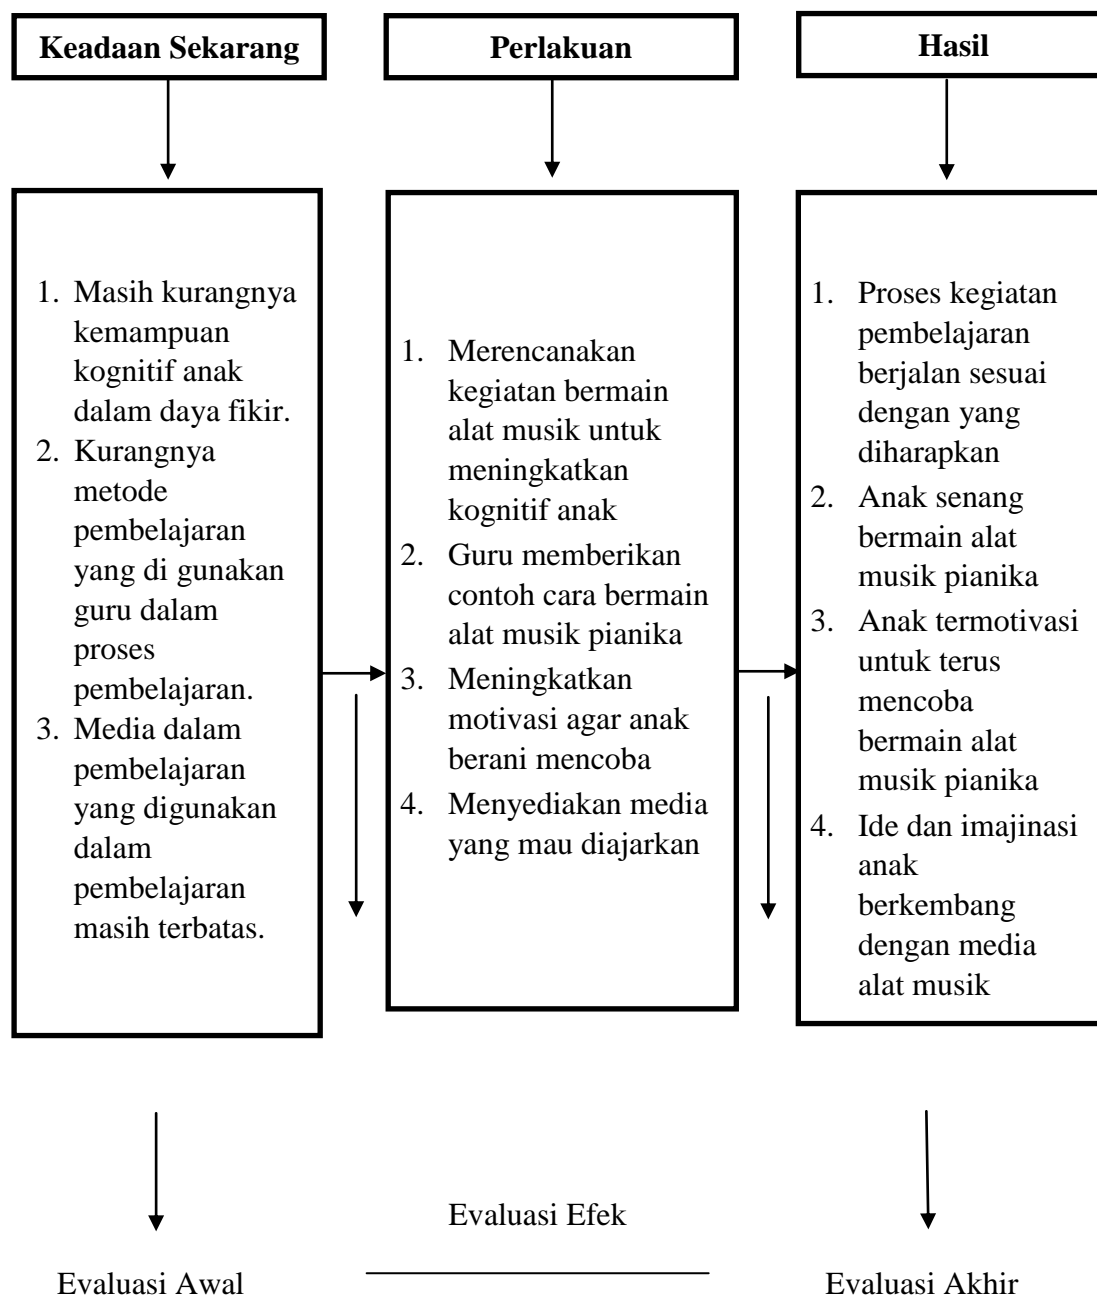 Keadaan Sekarang
Perlakuan
Hasil
1. Masih kurangnya
kemampuan
kognitif anak
dalam daya fikir.
2. Kurangnya
metode
pembelajaran
yang di gunakan
guru dalam
proses
pembelajaran.
3. Media dalam
pembelajaran
yang digunakan
dalam
pembelajaran
masih terbatas.
1. Merencanakan
kegiatan bermain
alat musik untuk
meningkatkan
kognitif anak
2. Guru memberikan
contoh cara bermain
alat musik pianika
3. Meningkatkan
motivasi agar anak
berani mencoba
4. Menyediakan media
yang mau diajarkan
1. Proses kegiatan
pembelajaran
berjalan sesuai
dengan yang
diharapkan
2. Anak senang
bermain alat
musik pianika
3. Anak termotivasi
untuk terus
mencoba
bermain alat
musik pianika
4. Ide dan imajinasi
anak
berkembang
dengan media
alat musik
Evaluasi Efek
Evaluasi Awal
Evaluasi Akhir